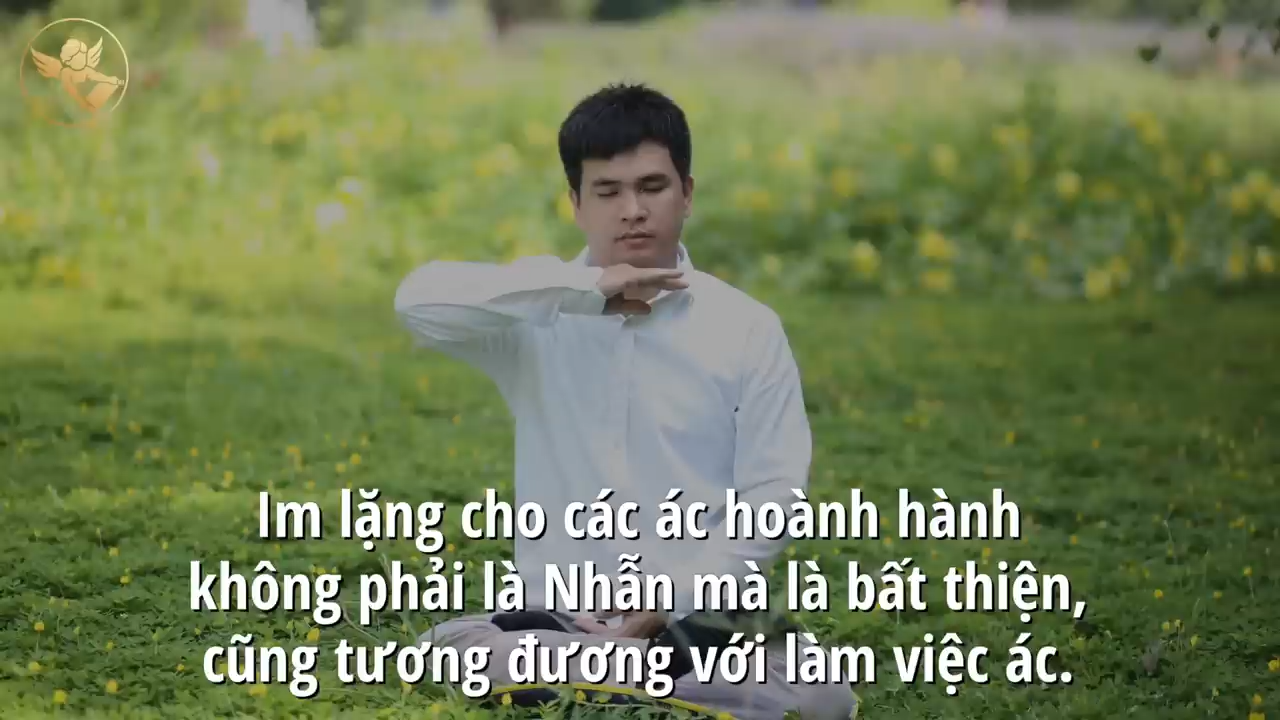 Im lặng cho các ác hoành hành
không phải là Nhẫn mà là bất thiện,
cũng tương đương với làm việc ác.